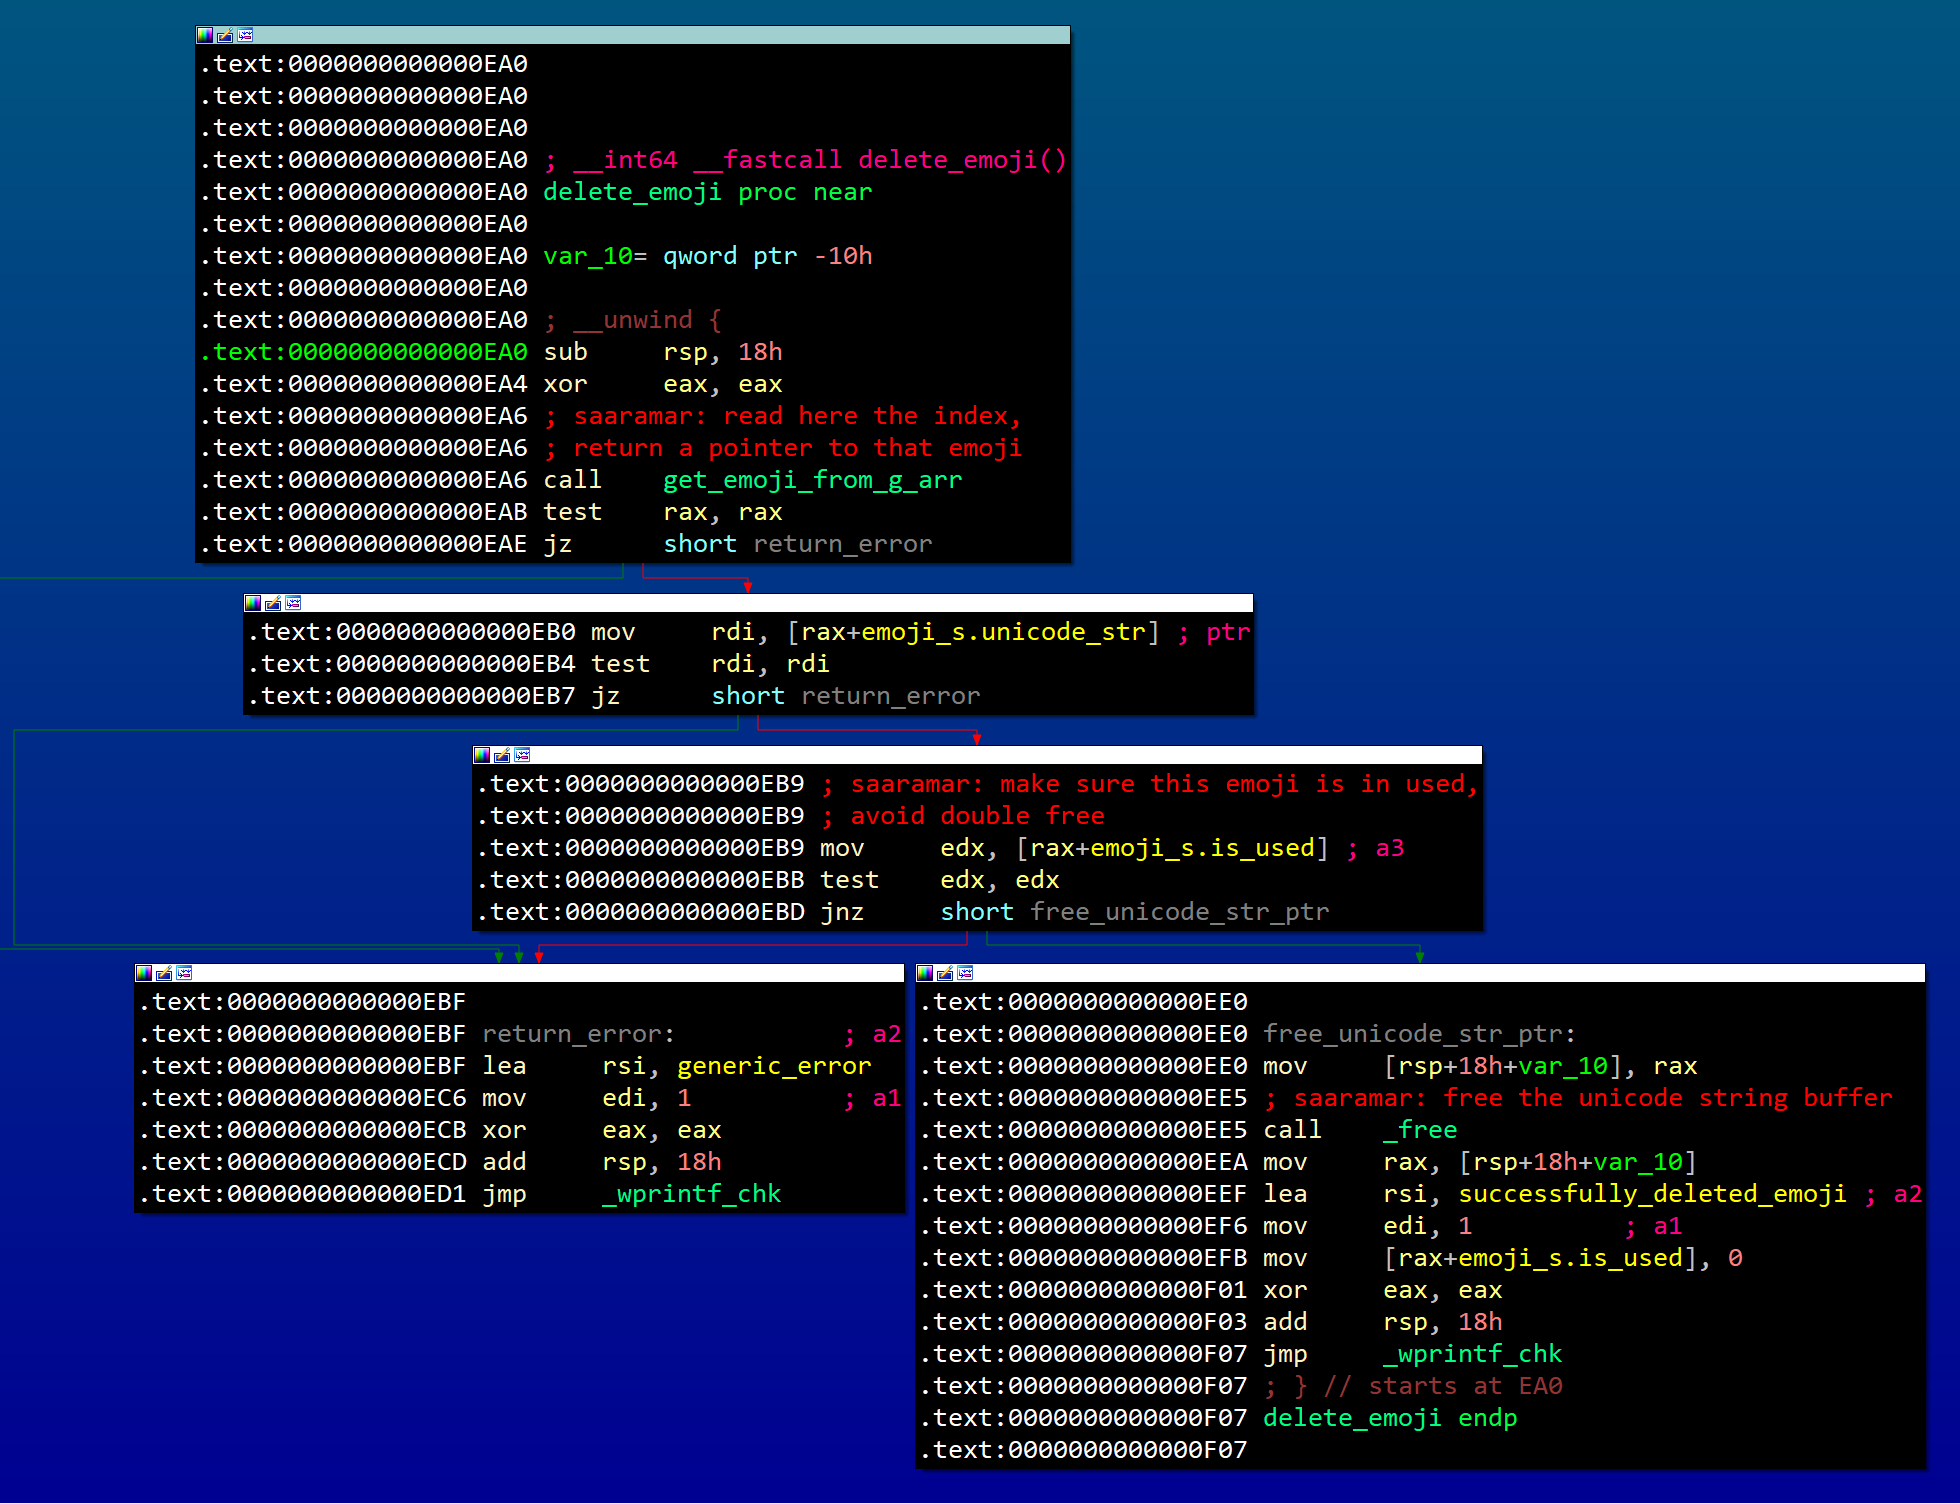 .text:0000000000000EA0
.text:0000000000000EA0
.text:0000000000000EA0
.text:0000000000000EA0 ; __int64 __fastcall delete_emoji()
.text:0000000000000EA0 delete_emoji proc near
.text:0000000000000EA0
.text:0000000000000EA0 var_10= qword ptr -10h
.text:0000000000000EA0
.text:0000000000000EA0 ; __unwind {
.text:0000000000000EA0 sub     rsp, 18h
.text:0000000000000EA4 xor     eax, eax
.text:0000000000000EA6 ; saaramar: read here the index,
.text:0000000000000EA6 ; return a pointer to that emoji
.text:0000000000000EA6 call    get_emoji_from_g_arr
.text:0000000000000EAB test    rax, rax
.text:0000000000000EAE jz      short return_error
.text:0000000000000EB0 mov     rdi, [rax+emoji_s.unicode_str] ; ptr
.text:0000000000000EB4 test    rdi, rdi
.text:0000000000000EB7 jz      short return_error
.text:0000000000000EB9 ; saaramar: make sure this emoji is in used,
.text:0000000000000EB9 ; avoid double free
.text:0000000000000EB9 mov     edx, [rax+emoji_s.is_used] ; a3
.text:0000000000000EBB test    edx, edx
.text:0000000000000EBD jnz     short free_unicode_str_ptr
.text:0000000000000EBF
.text:0000000000000EBF return_error:           ; a2
.text:0000000000000EBF lea     rsi, generic_error
.text:0000000000000EC6 mov     edi, 1          ; a1
.text:0000000000000ECB xor     eax, eax
.text:0000000000000ECD add     rsp, 18h
.text:0000000000000ED1 jmp     _wprintf_chk
.text:0000000000000EE0
.text:0000000000000EE0 free_unicode_str_ptr:
.text:0000000000000EE0 mov     [rsp+18h+var_10], rax
.text:0000000000000EE5 ; saaramar: free the unicode string buffer
.text:0000000000000EE5 call    _free
.text:0000000000000EEA mov     rax, [rsp+18h+var_10]
.text:0000000000000EEF lea     rsi, successfully_deleted_emoji ; a2
.text:0000000000000EF6 mov     edi, 1          ; a1
.text:0000000000000EFB mov     [rax+emoji_s.is_used], 0
.text:0000000000000F01 xor     eax, eax
.text:0000000000000F03 add     rsp, 18h
.text:0000000000000F07 jmp     _wprintf_chk
.text:0000000000000F07 ; } // starts at EA0
.text:0000000000000F07 delete_emoji endp
.text:0000000000000F07